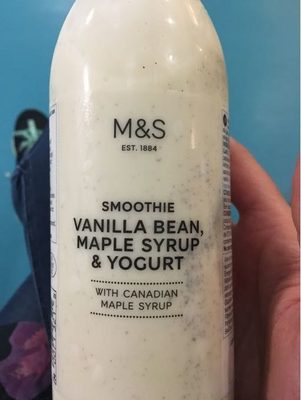 M&S
EST. 1884
SMOOTHIE
VANILLA BEAN,
MAPLE SYRUP
& YOGURT
WITH CANADIAN
MAPLE SYRUP